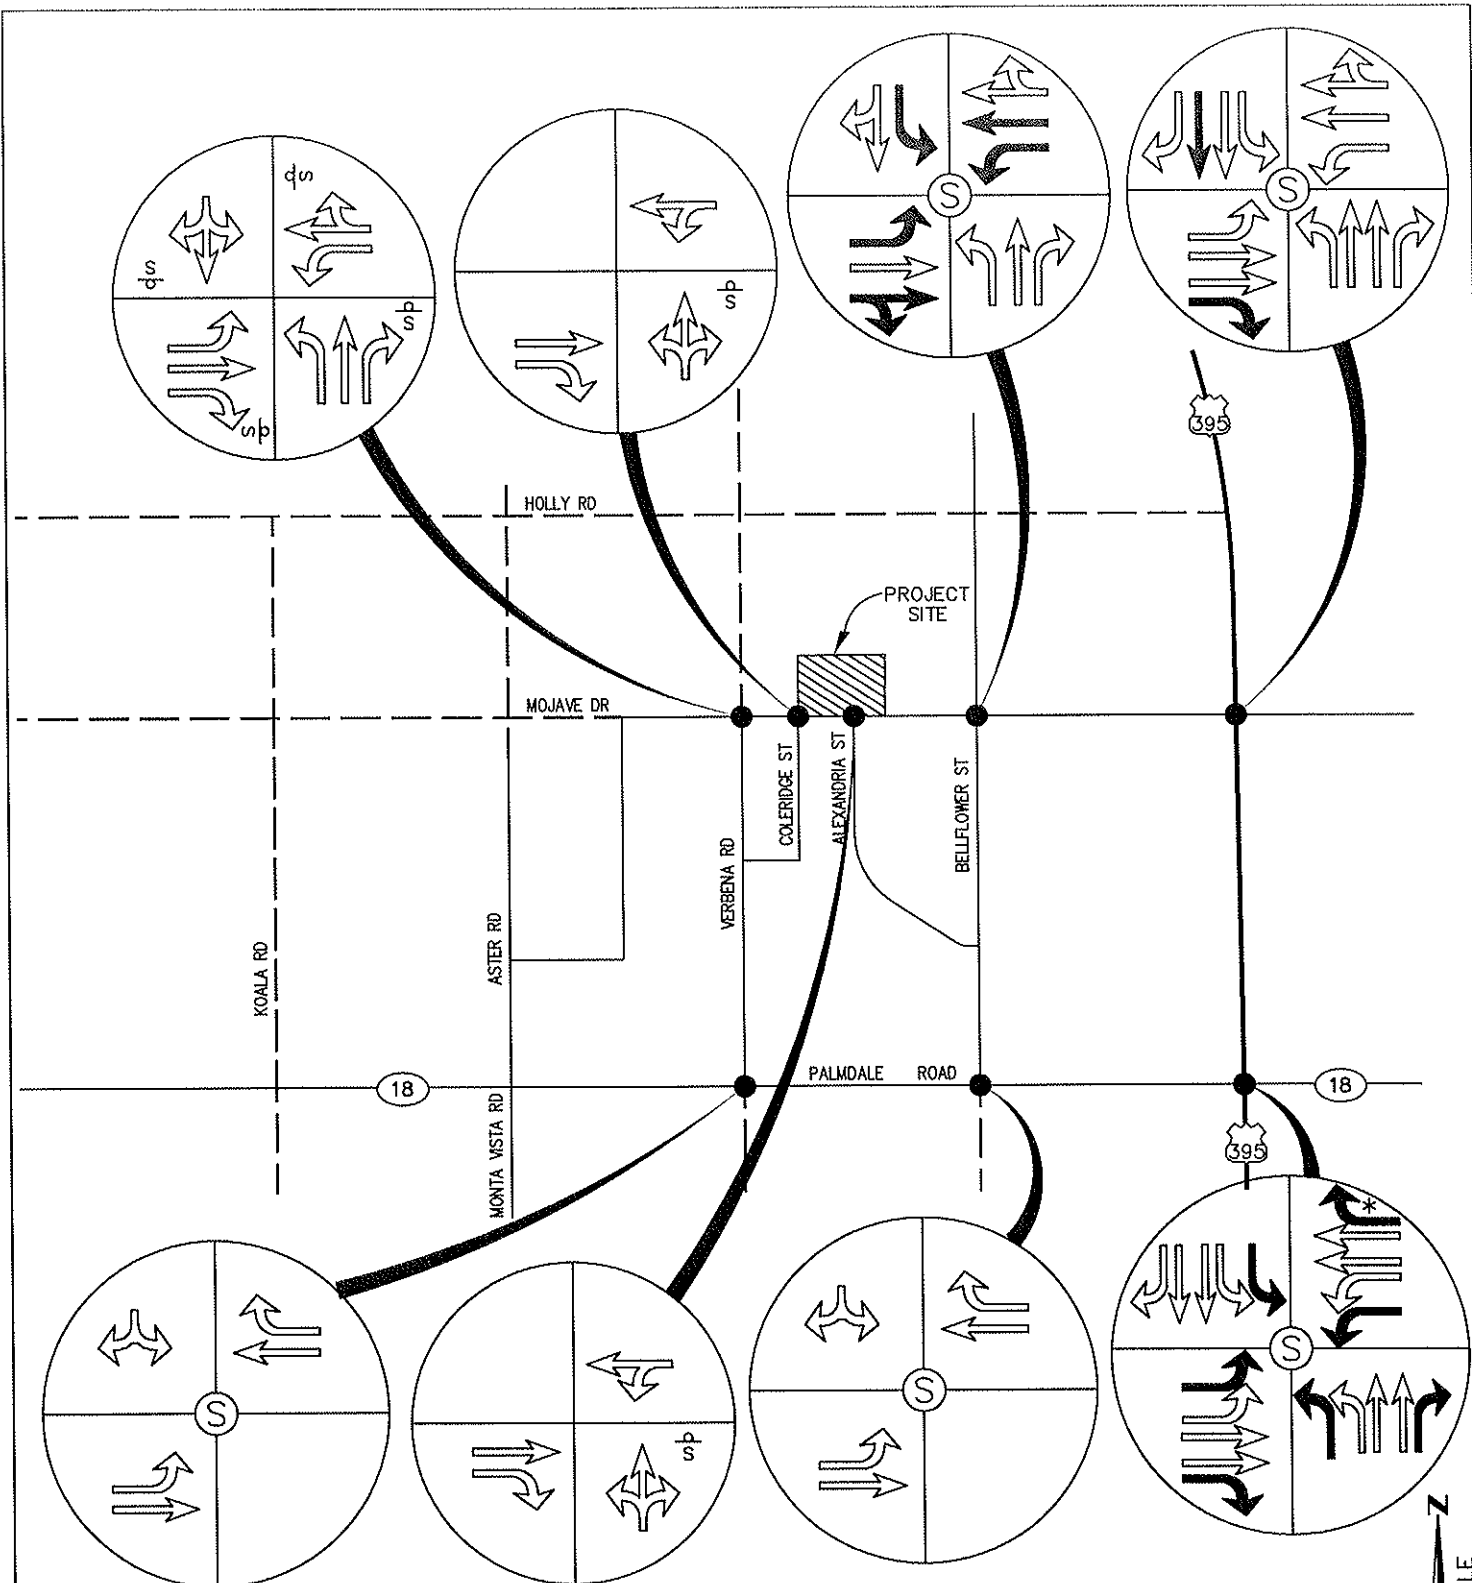 S
S
S
P
S
P
S
P
S
P
S
P
395
HOLLY RD
PROJECT
SITE
MOJAVE DR
COLERIDGE ST
ALEXANDRIA ST
VERBENA RD
BELLFLOWER ST
ASTER RD
KOALA RD
18
PALMDALE ROAD
18
MONTA VISTA RD
395
*
S
S
S
P
S
N